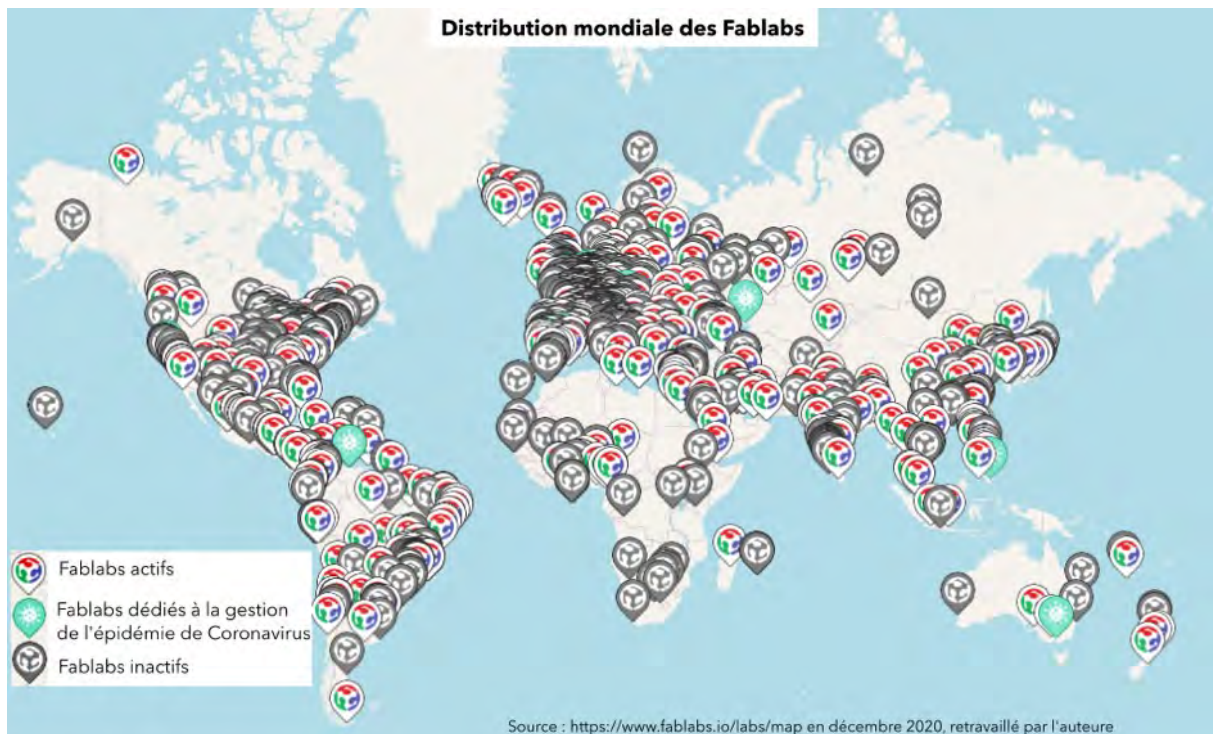 Distribution mondiale des Fablabs
Fablabs actifs
Fablabs dédiés à la gestion
de l'épidémie de Coronavirus
Fablabs inactifs
Source : https://www.fablabs.io/labs/map en décembre 2020, retravaillé par l'auteure